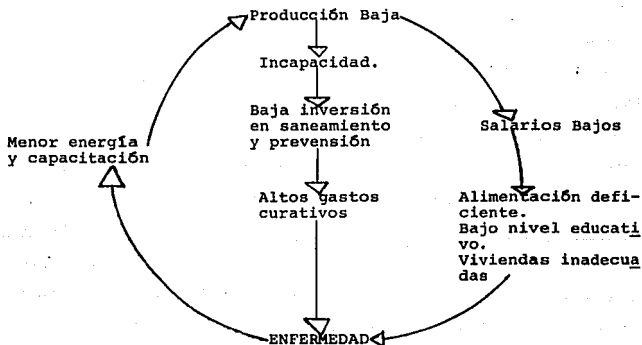 Producción Baja
Incapacidad.
Baja inversión
en saneamiento
y prevensión
Menor energía
y capacitación
Salarios Bajos
Altos gastos
curativos
Alimentación defi-
ciente.
Bajo nivel educati
vo.
Viviendas inadecua
das
ENFERMEDAD